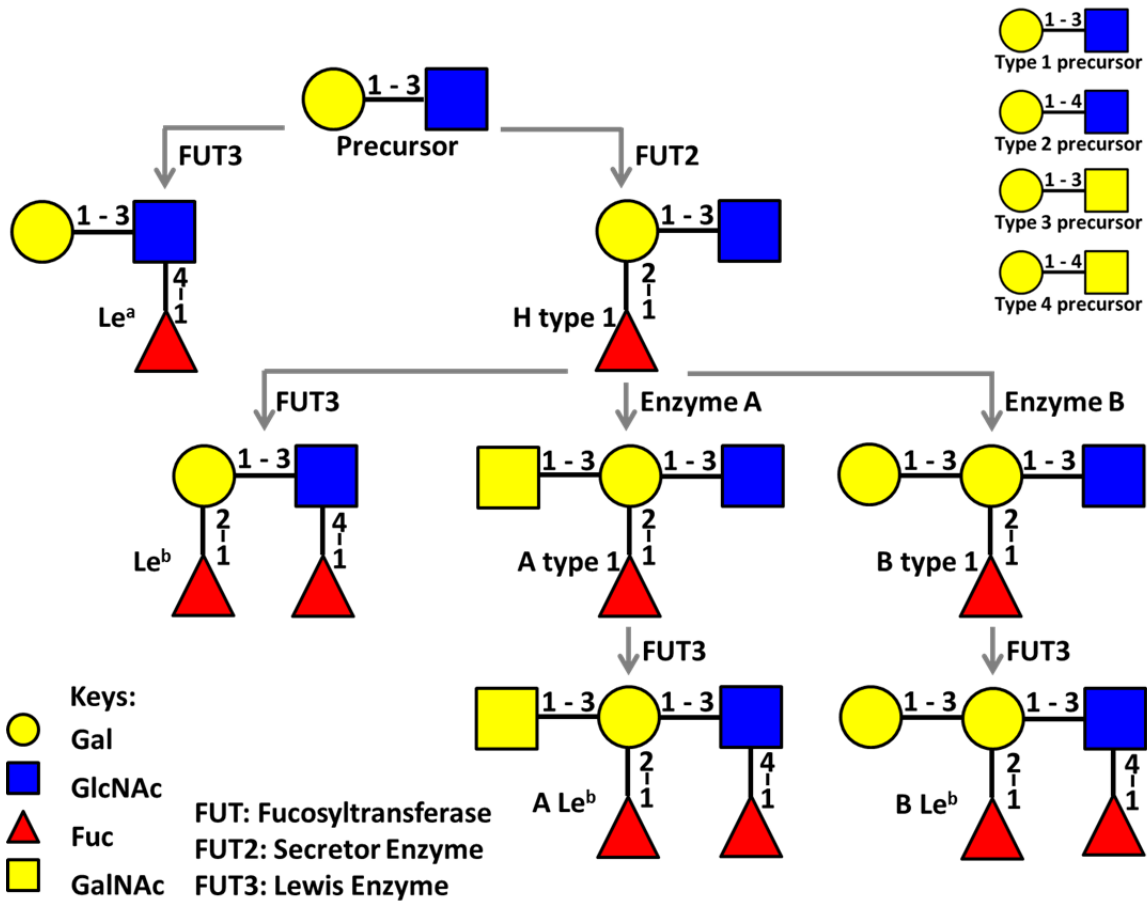 1 - 3
Precursor
FUT3
FUT2
1 - 3
Type 1 precursor
1 - 4
Type 2 precursor
1 - 3
Type 3 precursor
1 - 4
Type 4 precursor
1 - 3
4
1
Leᵃ
1 - 3
2
1
H type 1
FUT3
Enzyme A
Enzyme B
1 - 3
2
1
4
1
Leᵇ
1 - 3
1 - 3
2
1
A type 1
1 - 3
1 - 3
2
1
B type 1
FUT3
FUT3
1 - 3
1 - 3
2
1
4
1
A Leᵇ
1 - 3
1 - 3
2
1
4
1
B Leᵇ
Keys:
Gal
GlcNAc
Fuc
GalNAc
FUT: Fucosyltransferase
FUT2: Secretor Enzyme
FUT3: Lewis Enzyme